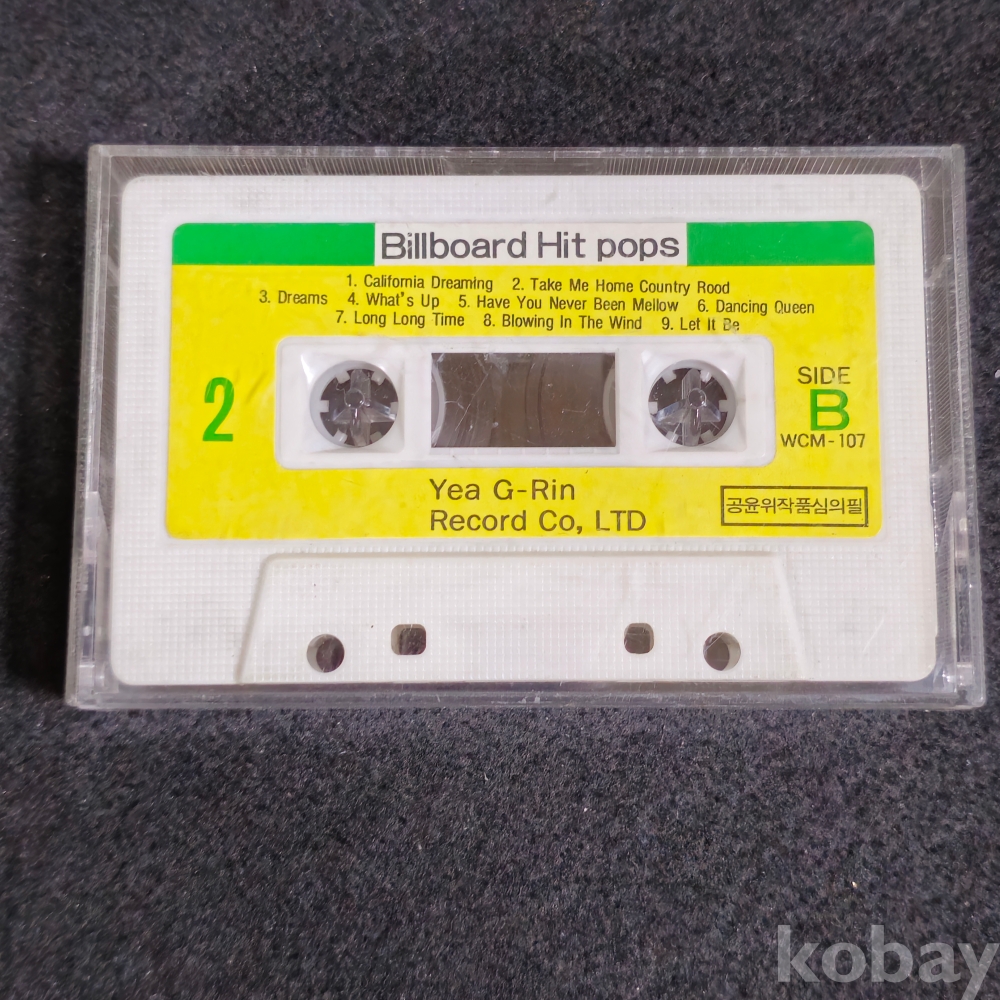 Billboard Hit pops
1. California Dreaming 2. Take Me Home Country Rood
3. Dreams 4. What's Up 5. Have You Never Been Mellow 6. Dancing Queen
7. Long Long Time 8. Blowing In The Wind 9. Let It Be
2
SIDE
B
WCM-107
Yea G-Rin
Record Co, LTD
공윤위작품심의필
kobay